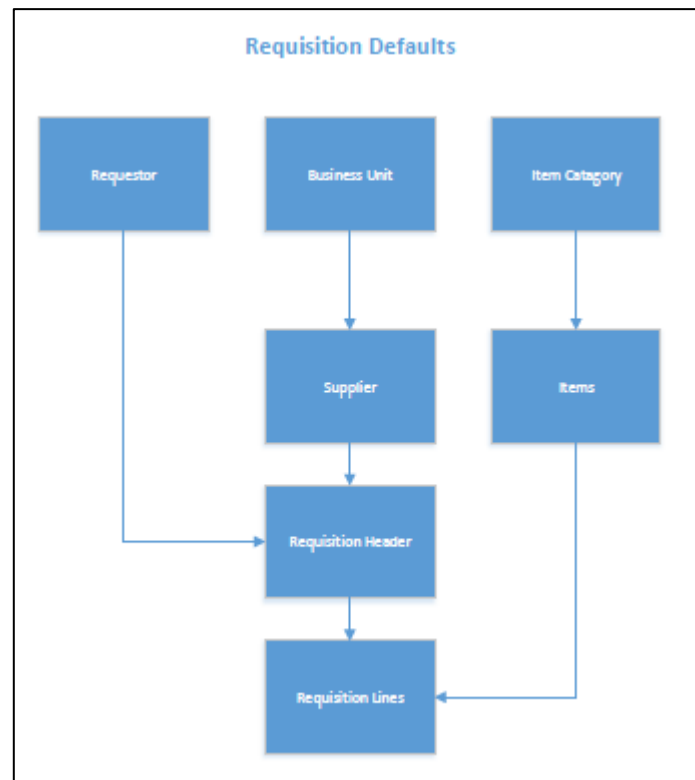 Requisition Defaults
Requestor
Business Unit
Item Catagory
Supplier
Items
Requisition Header
Requisition Lines